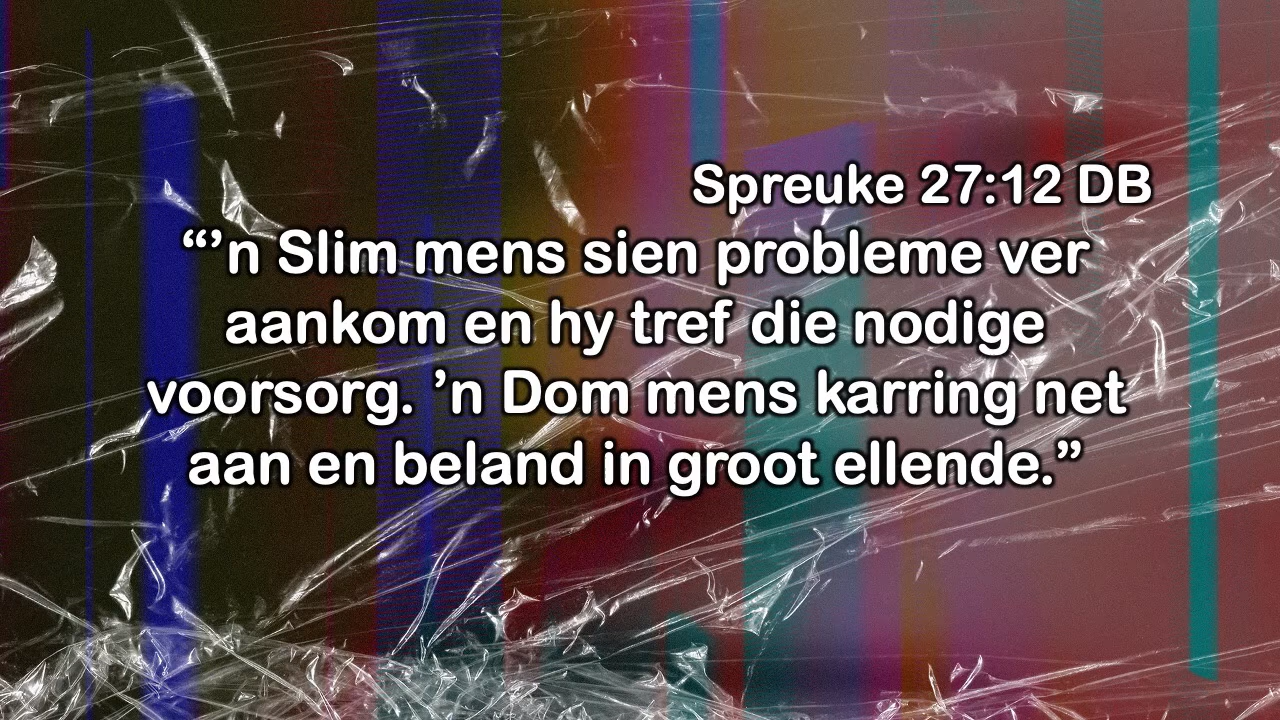 Spreuke 27:12 DB
“’n Slim mens sien probleme ver
aankom en hy tref die nodige
voorsorg. ’n Dom mens karring net
aan en beland in groot ellende.”